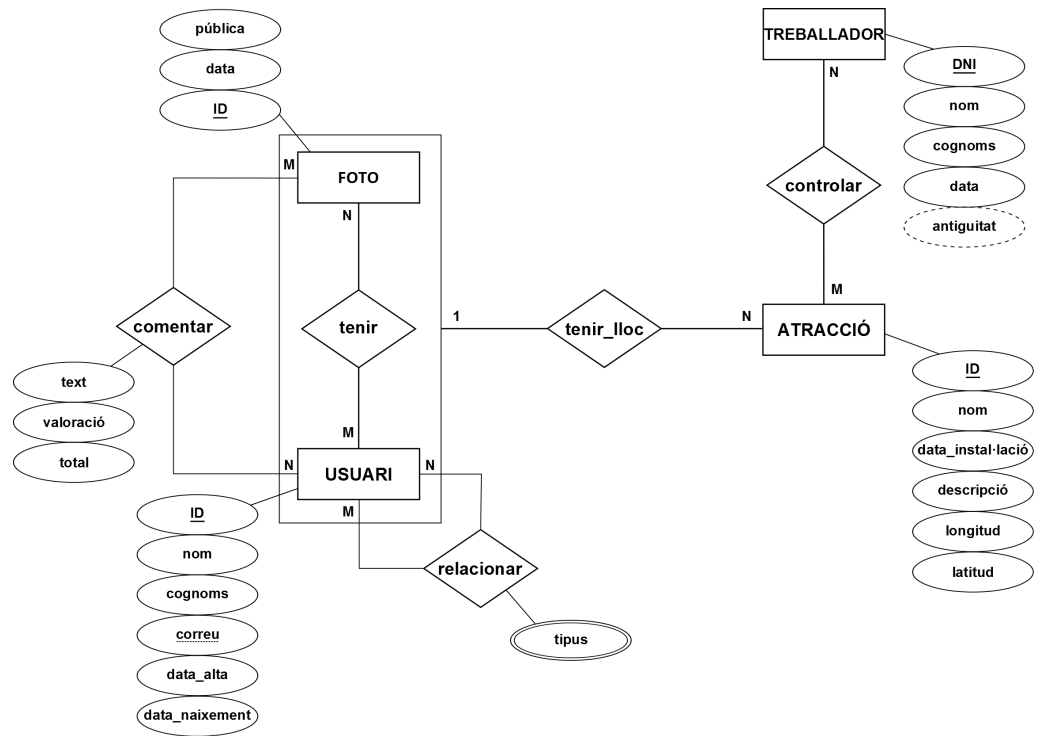 pública
data
ID
FOTO
M
N
tenir
comentar
text
valoració
total
M
N
USUARI
N
M
ID
nom
cognoms
correu
data_alta
data_naixement
relacionar
tipus
1
tenir_lloc
N
TREBALLADOR
N
DNI
nom
cognoms
data
antiguitat
controlar
M
ATRACCIÓ
ID
nom
data_instal·lació
descripció
longitud
latitud